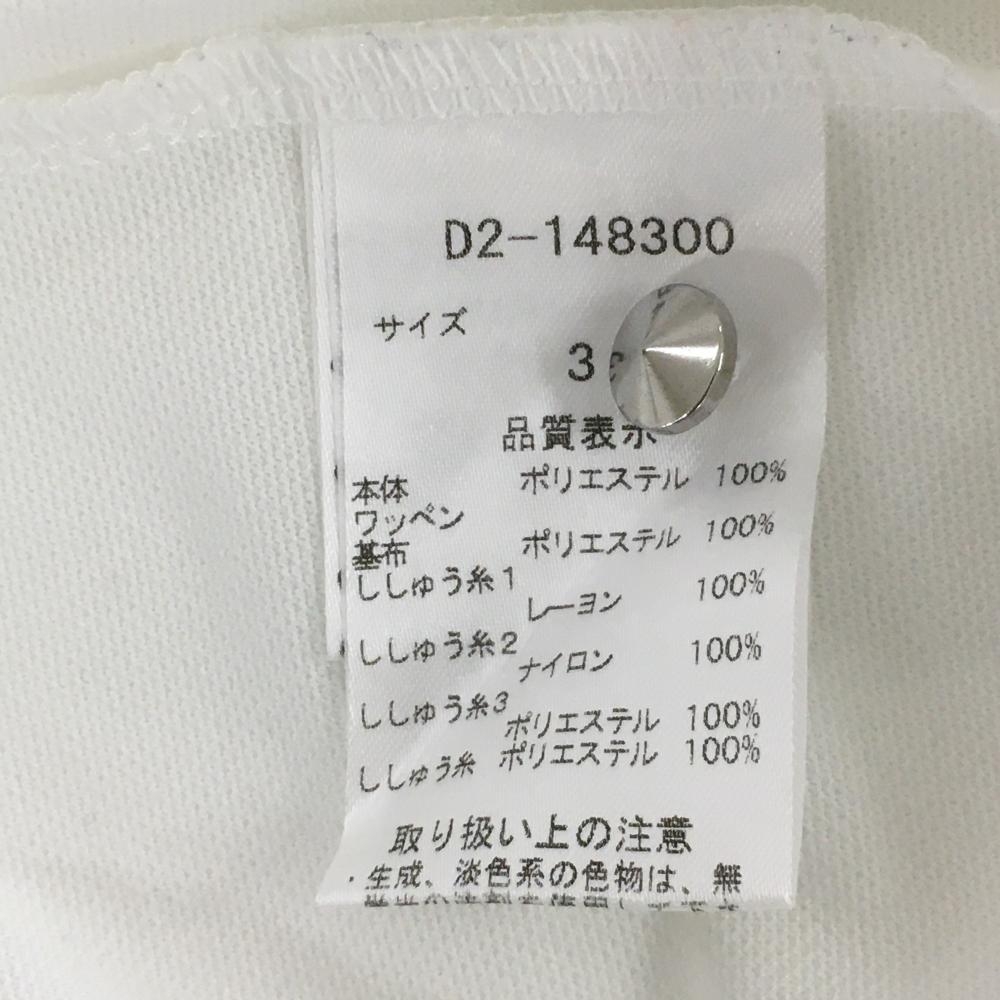 D2-148300
サイズ
3
品質表示
本体 ポリエステル 100%
ワッペン
基布 ポリエステル 100%
ししゅう糸1 レーヨン 100%
ししゅう糸2 ナイロン 100%
ししゅう糸3 ポリエステル 100%
ししゅう糸 ポリエステル 100%
取り扱い上の注意
・生成、淡色系の色物は、無